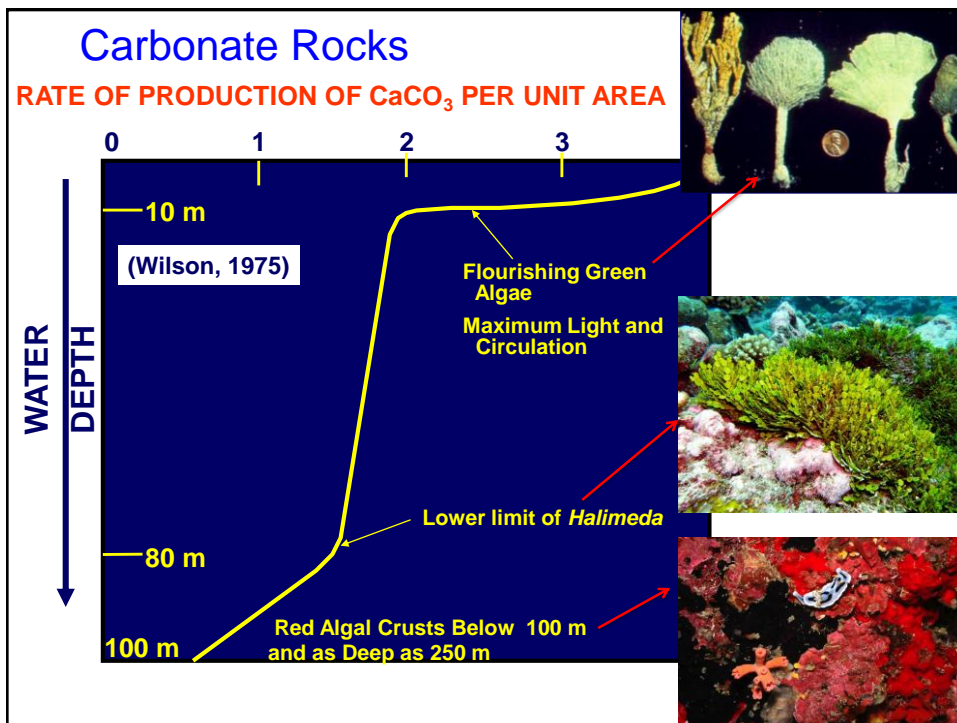 Carbonate Rocks
RATE OF PRODUCTION OF CaCO₃ PER UNIT AREA
0 1 2 3
10 m
(Wilson, 1975)
Flourishing Green
Algae
Maximum Light and
Circulation
WATER
DEPTH
Lower limit of Halimeda
80 m
Red Algal Crusts Below 100 m
and as Deep as 250 m
100 m